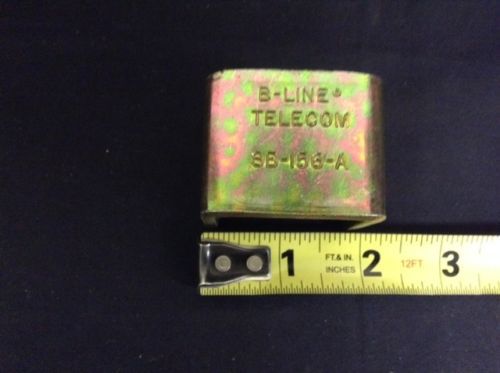 B-LINE®
TELECOM
SB-156-A
1 FT.& IN. 2 12FT. 3
INCHES